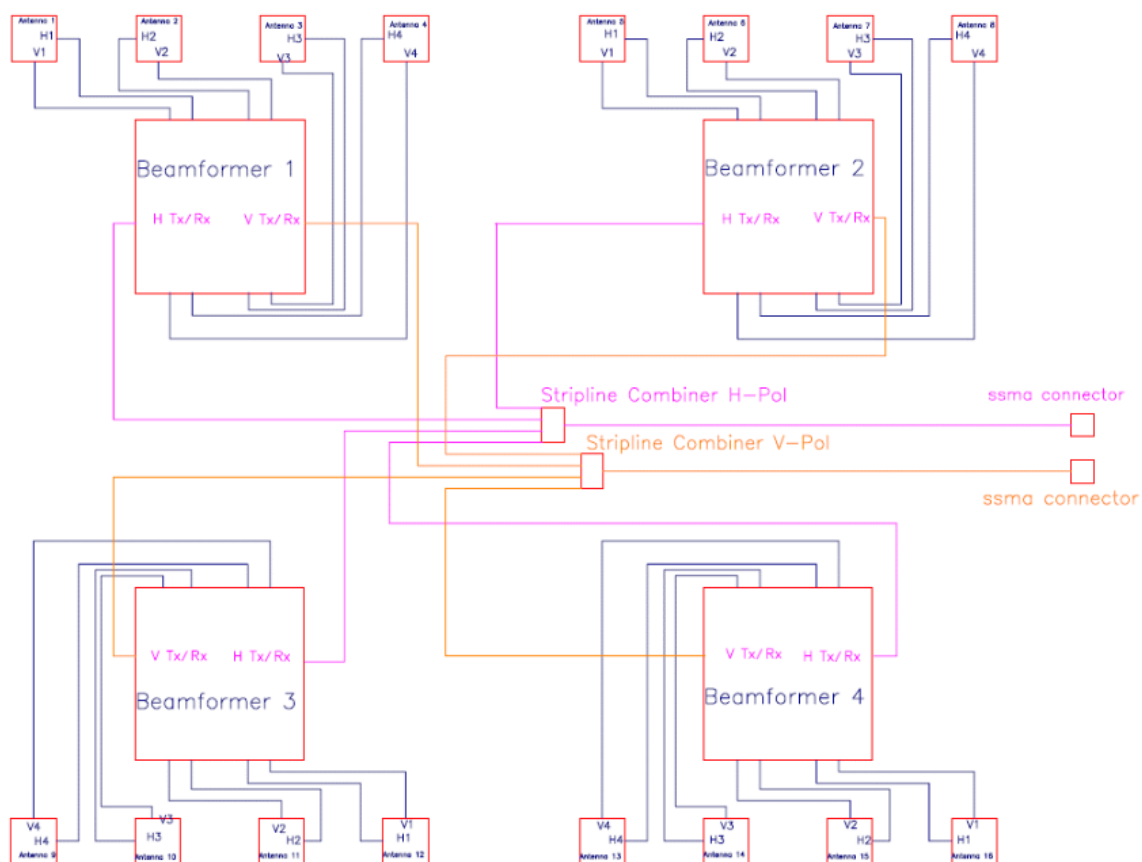 Antenna 1
H1
V1
Antenna 2
H2
V2
Antenna 3
H3
V3
Antenna 4
H4
V4
Antenna 5
H1
V1
Antenna 6
H2
V2
Antenna 7
H3
V3
Antenna 8
H4
V4
Beamformer 1
H Tx/Rx V Tx/Rx
Beamformer 2
H Tx/Rx V Tx/Rx
Stripline Combiner H-Pol
ssma connector
Stripline Combiner V-Pol
ssma connector
V Tx/Rx H Tx/Rx
Beamformer 3
V Tx/Rx H Tx/Rx
Beamformer 4
V4
H4
Antenna 9
V3
H3
Antenna 10
V2
H2
Antenna 11
V1
H1
Antenna 12
V4
H4
Antenna 13
V3
H3
Antenna 14
V2
H2
Antenna 15
V1
H1
Antenna 16